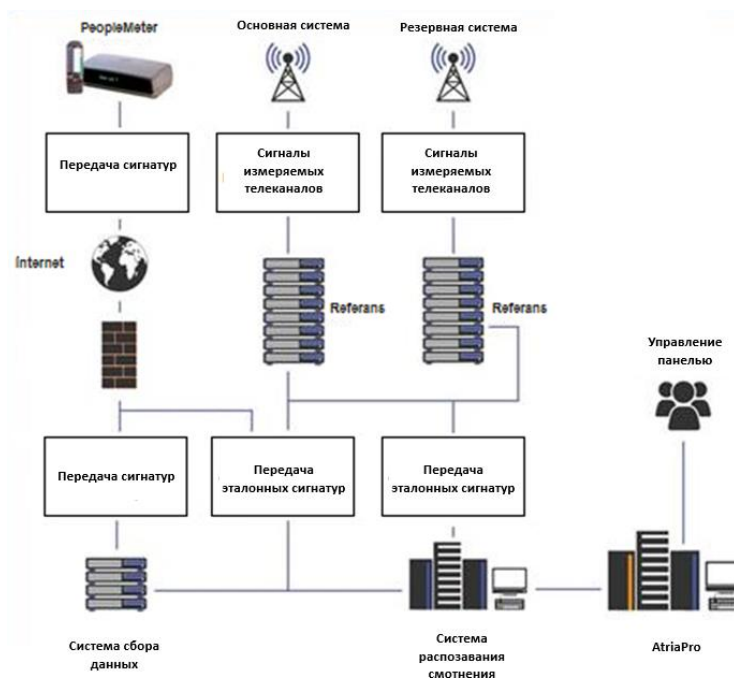 PeopleMeter
Основная система
Резервная система
Передача сигнатур
Сигналы
измеряемых
телеканалов
Сигналы
измеряемых
телеканалов
Internet
Referans
Referans
Управление
панелью
Передача сигнатур
Передача
эталонных сигнатур
Передача
эталонных сигнатур
Система сбора
данных
Система
распозавания
смотнения
AtriaPro